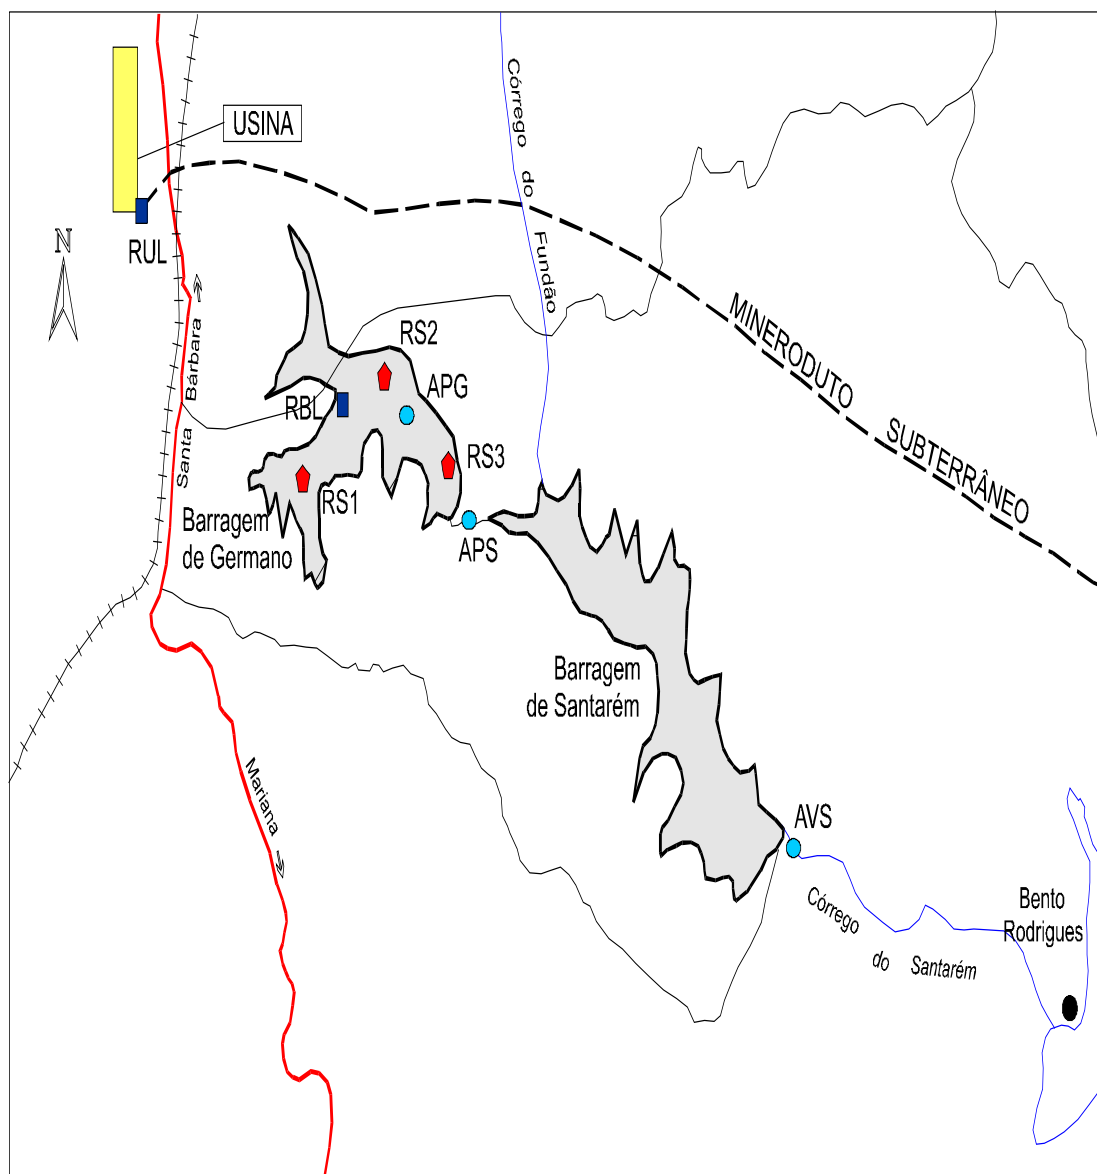 USINA
Córrego do Fundão
RUL
N
Santa Bárbara
MINERODUTO SUBTERRÂNEO
RS2
APG
RBL
RS3
RS1
Barragem
de Germano
APS
Barragem
de Santarém
Mariana
AVS
Bento
Rodrigues
Córrego do Santarém